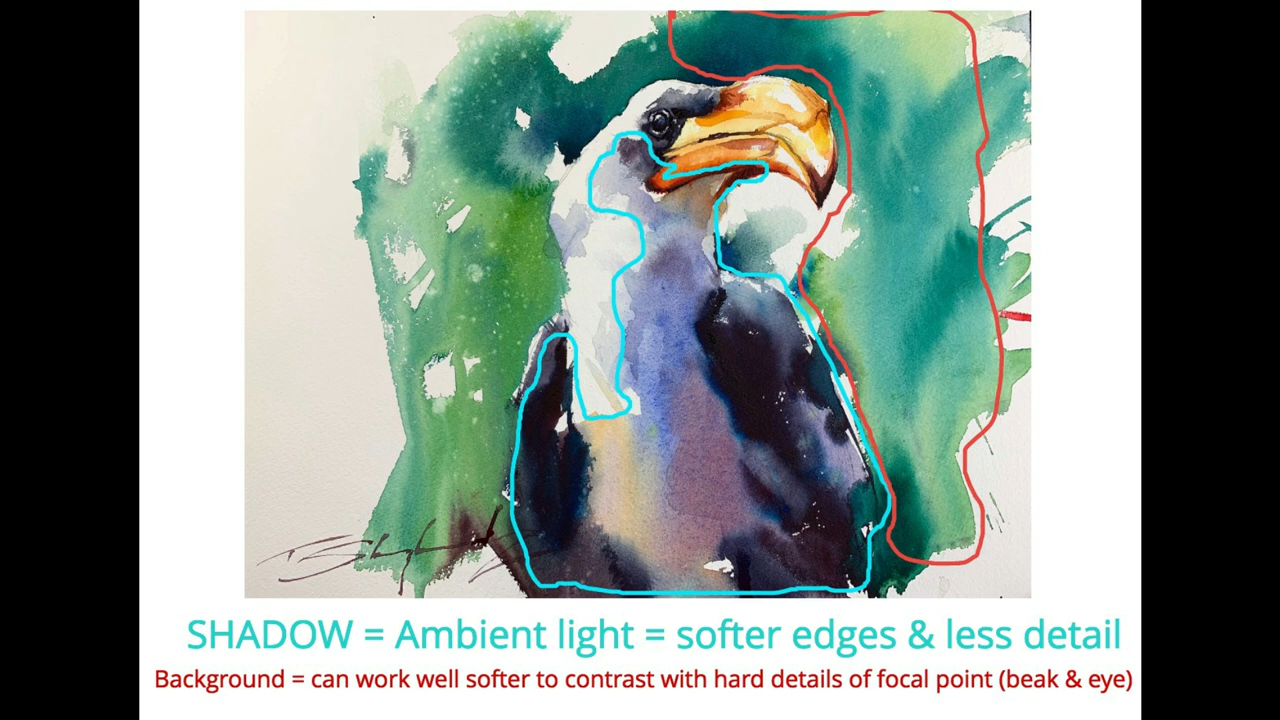 SHADOW = Ambient light = softer edges & less detail
Background = can work well softer to contrast with hard details of focal point (beak & eye)